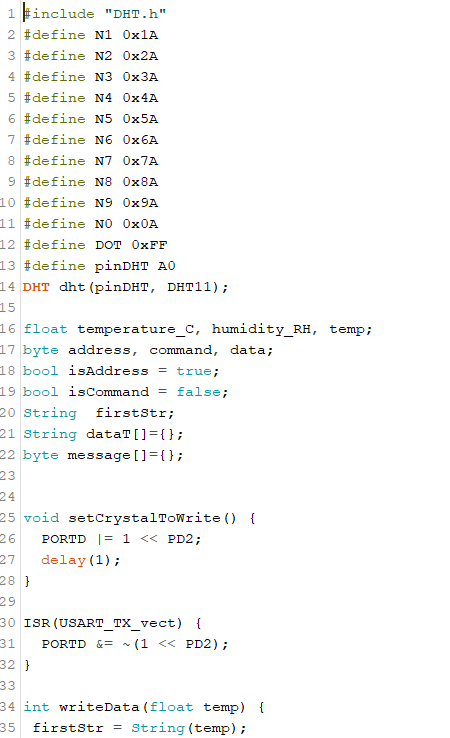 1 #include "DHT.h"
2 #define N1 0x1A
3 #define N2 0x2A
4 #define N3 0x3A
5 #define N4 0x4A
6 #define N5 0x5A
7 #define N6 0x6A
8 #define N7 0x7A
9 #define N8 0x8A
10 #define N9 0x9A
11 #define N0 0x0A
12 #define DOT 0xFF
13 #define pinDHT A0
14 DHT dht(pinDHT, DHT11);
15
16 float temperature_C, humidity_RH, temp;
17 byte address, command, data;
18 bool isAddress = true;
19 bool isCommand = false;
20 String  firstStr;
21 String dataT[]={};
22 byte message[]={};
23
24
25 void setCrystalToWrite() {
26   PORTD |= 1 << PD2;
27   delay(1);
28 }
29
30 ISR(USART_TX_vect) {
31   PORTD &= ~(1 << PD2);
32 }
33
34 int writeData(float temp) {
35  firstStr = String(temp);